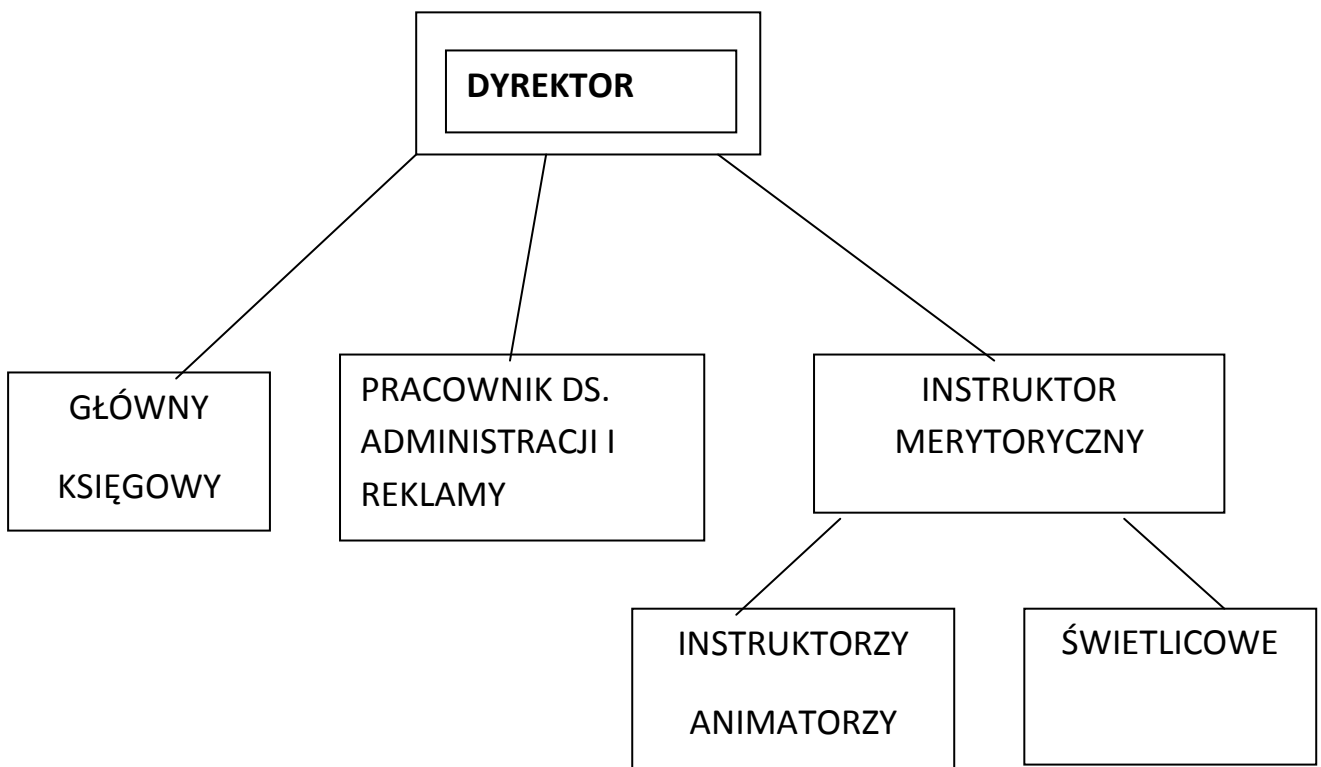 DYREKTOR
GŁÓWNY
KSIĘGOWY
PRACOWNIK DS.
ADMINISTRACJI I
REKLAMY
INSTRUKTOR
MERYTORYCZNY
INSTRUKTORZY
ANIMATORZY
ŚWIETLICOWE